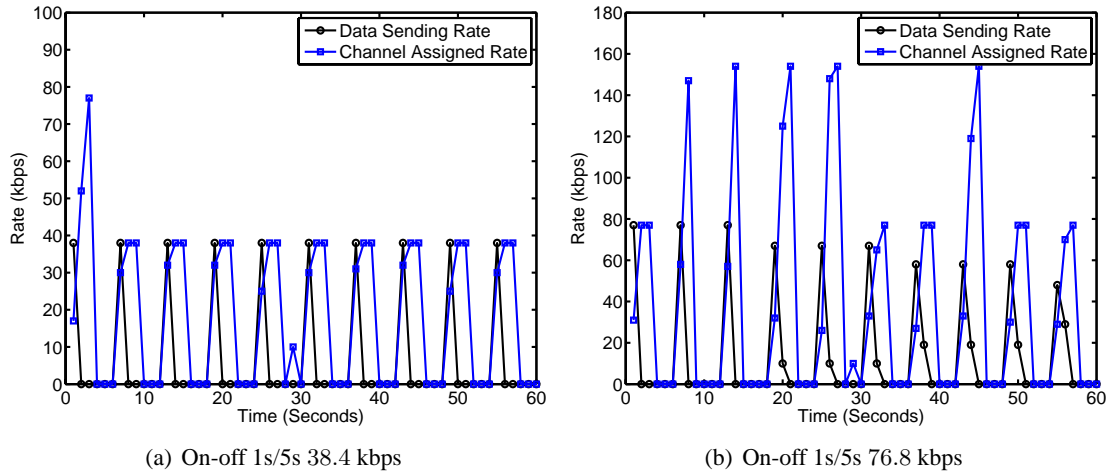 100
90
80
70
60
50
40
30
20
10
0
Rate (kbps)
Data Sending Rate
Channel Assigned Rate
0 10 20 30 40 50 60
Time (Seconds)
(a) On-off 1s/5s 38.4 kbps
180
160
140
120
100
80
60
40
20
0
Rate (kbps)
Data Sending Rate
Channel Assigned Rate
0 10 20 30 40 50 60
Time (Seconds)
(b) On-off 1s/5s 76.8 kbps